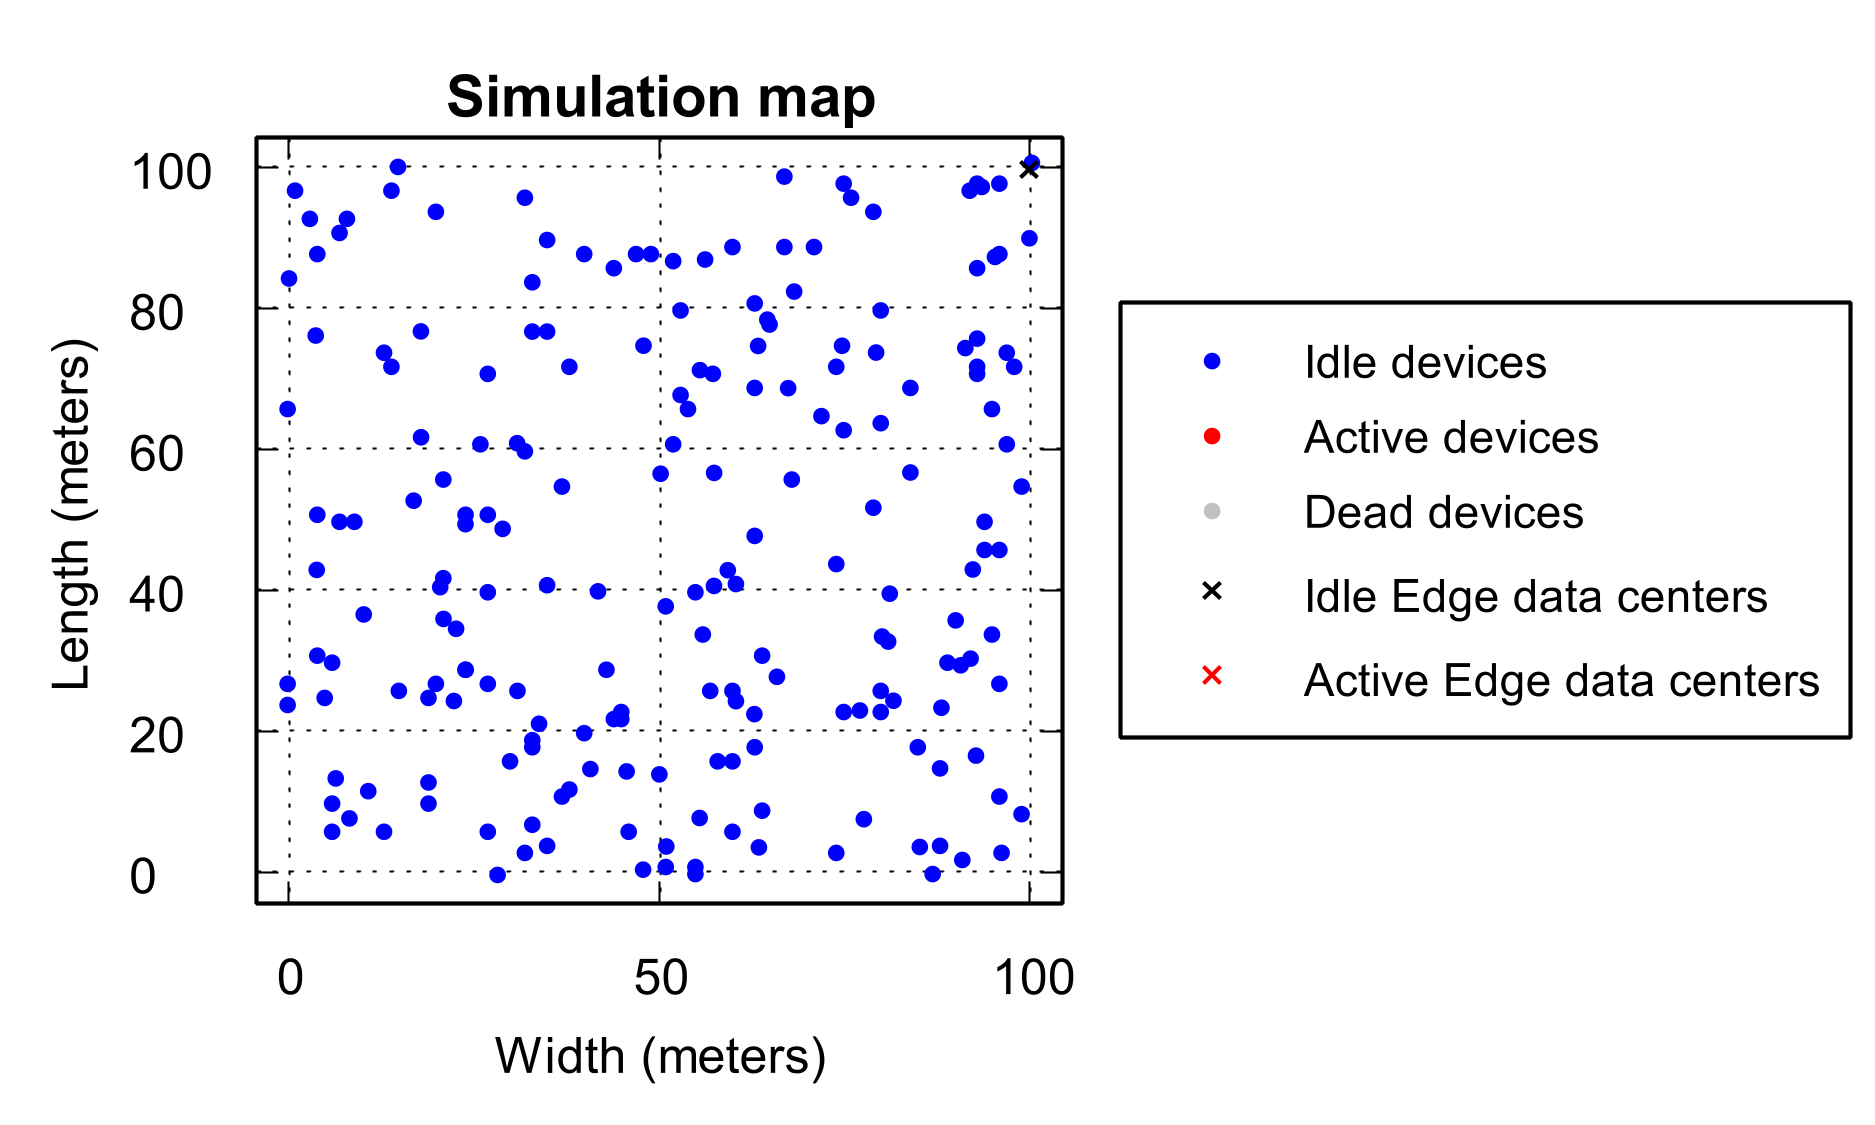 Simulation map
100
80
60
40
20
0
Length (meters)
0 50 100
Width (meters)
Idle devices
Active devices
Dead devices
Idle Edge data centers
Active Edge data centers